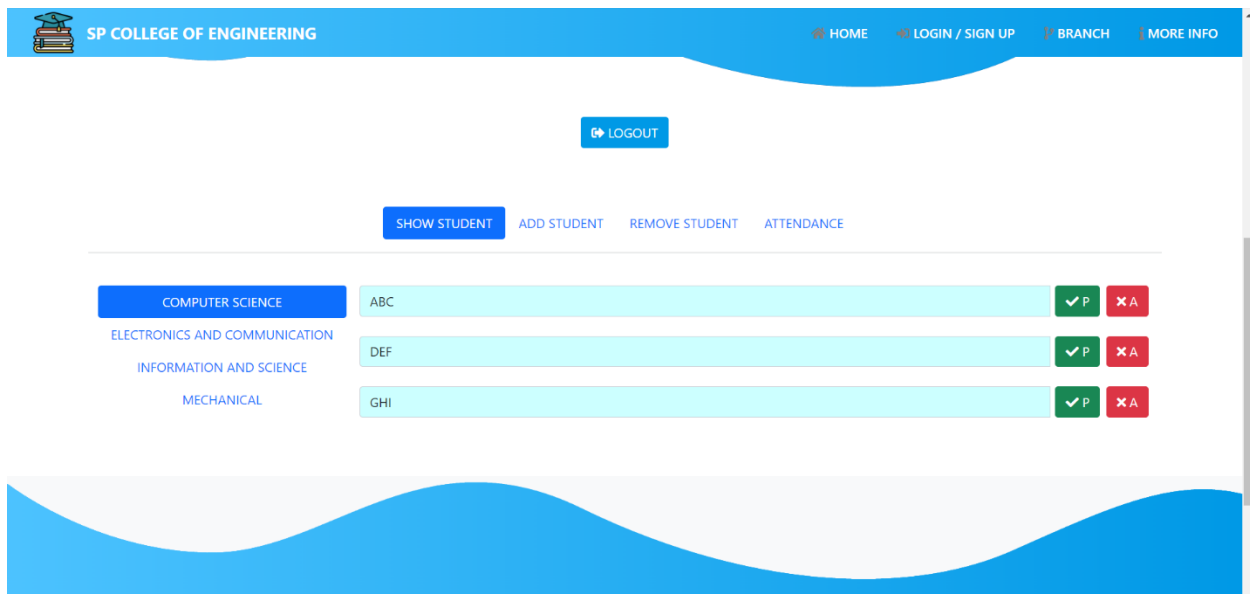 SP COLLEGE OF ENGINEERING HOME LOGIN / SIGN UP BRANCH MORE INFO
LOGOUT
SHOW STUDENT ADD STUDENT REMOVE STUDENT ATTENDANCE
COMPUTER SCIENCE
ELECTRONICS AND COMMUNICATION
INFORMATION AND SCIENCE
MECHANICAL
ABC P A
DEF P A
GHI P A